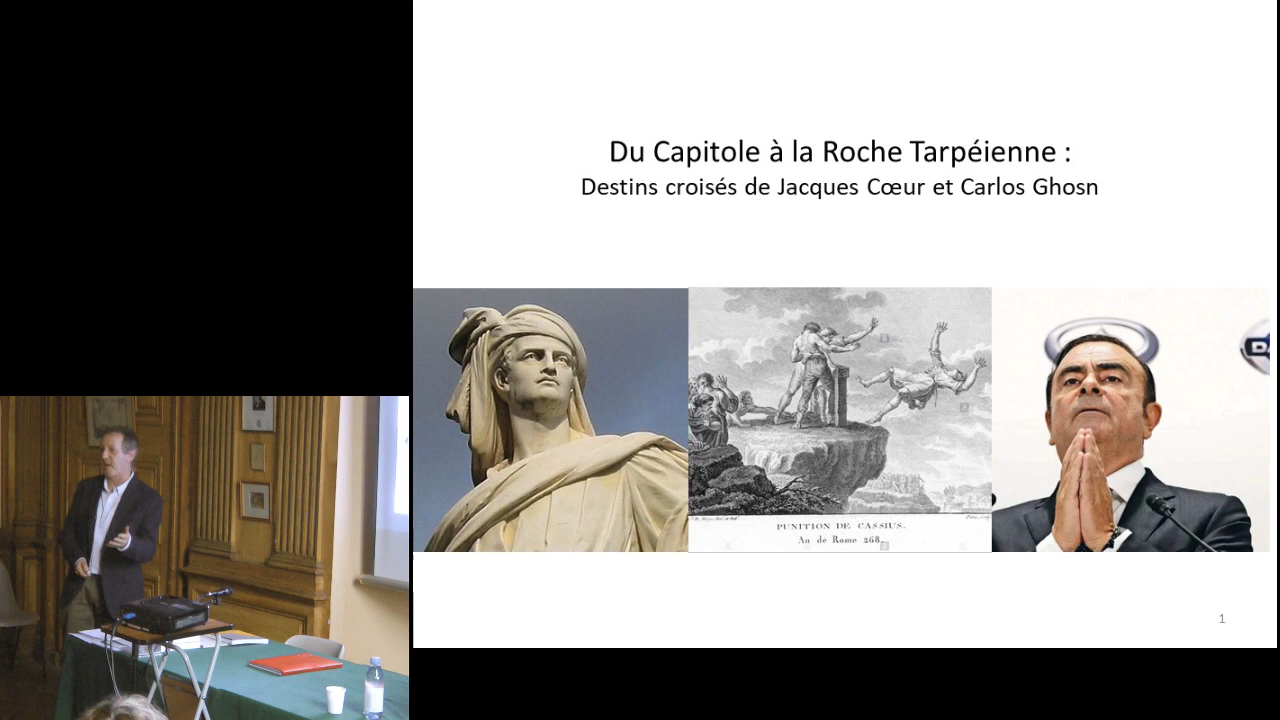 Du Capitole à la Roche Tarpéienne :
Destins croisés de Jacques Cœur et Carlos Ghosn
PUNITION DE CASSIUS.
An de Rome 268.
1